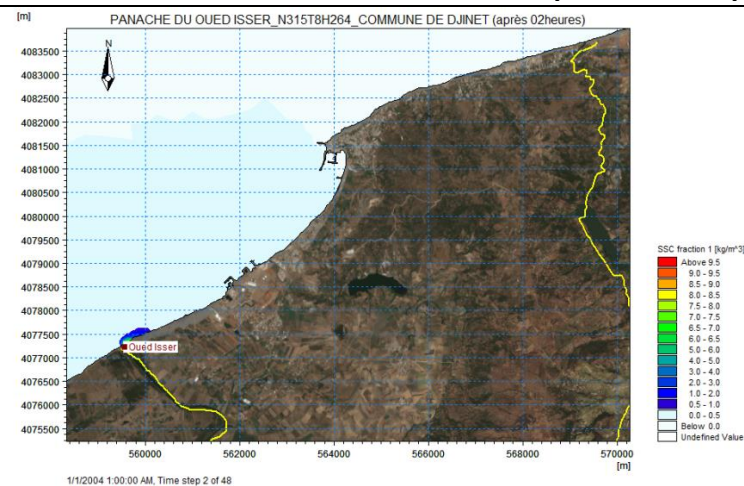 PANACHE DU OUED ISSER_N315T8H264_COMMUNE DE DJINET (après 02heures)
[m]
N
4083500
4083000
4082500
4082000
4081500
4081000
4080500
4080000
4079500
4079000
4078500
4078000
4077500
4077000
4076500
4076000
4075500
Oued Isser
560000 562000 564000 566000 568000 570000
[m]
SSC fraction 1 [kg/m^3]
Above 9.5
9.0 - 9.5
8.5 - 9.0
8.0 - 8.5
7.5 - 8.0
7.0 - 7.5
6.5 - 7.0
6.0 - 6.5
5.0 - 6.0
4.0 - 5.0
3.0 - 4.0
2.0 - 3.0
1.0 - 2.0
0.5 - 1.0
0.0 - 0.5
Below 0.0
Undefined Value
1/1/2004 1:00:00 AM, Time step 2 of 48